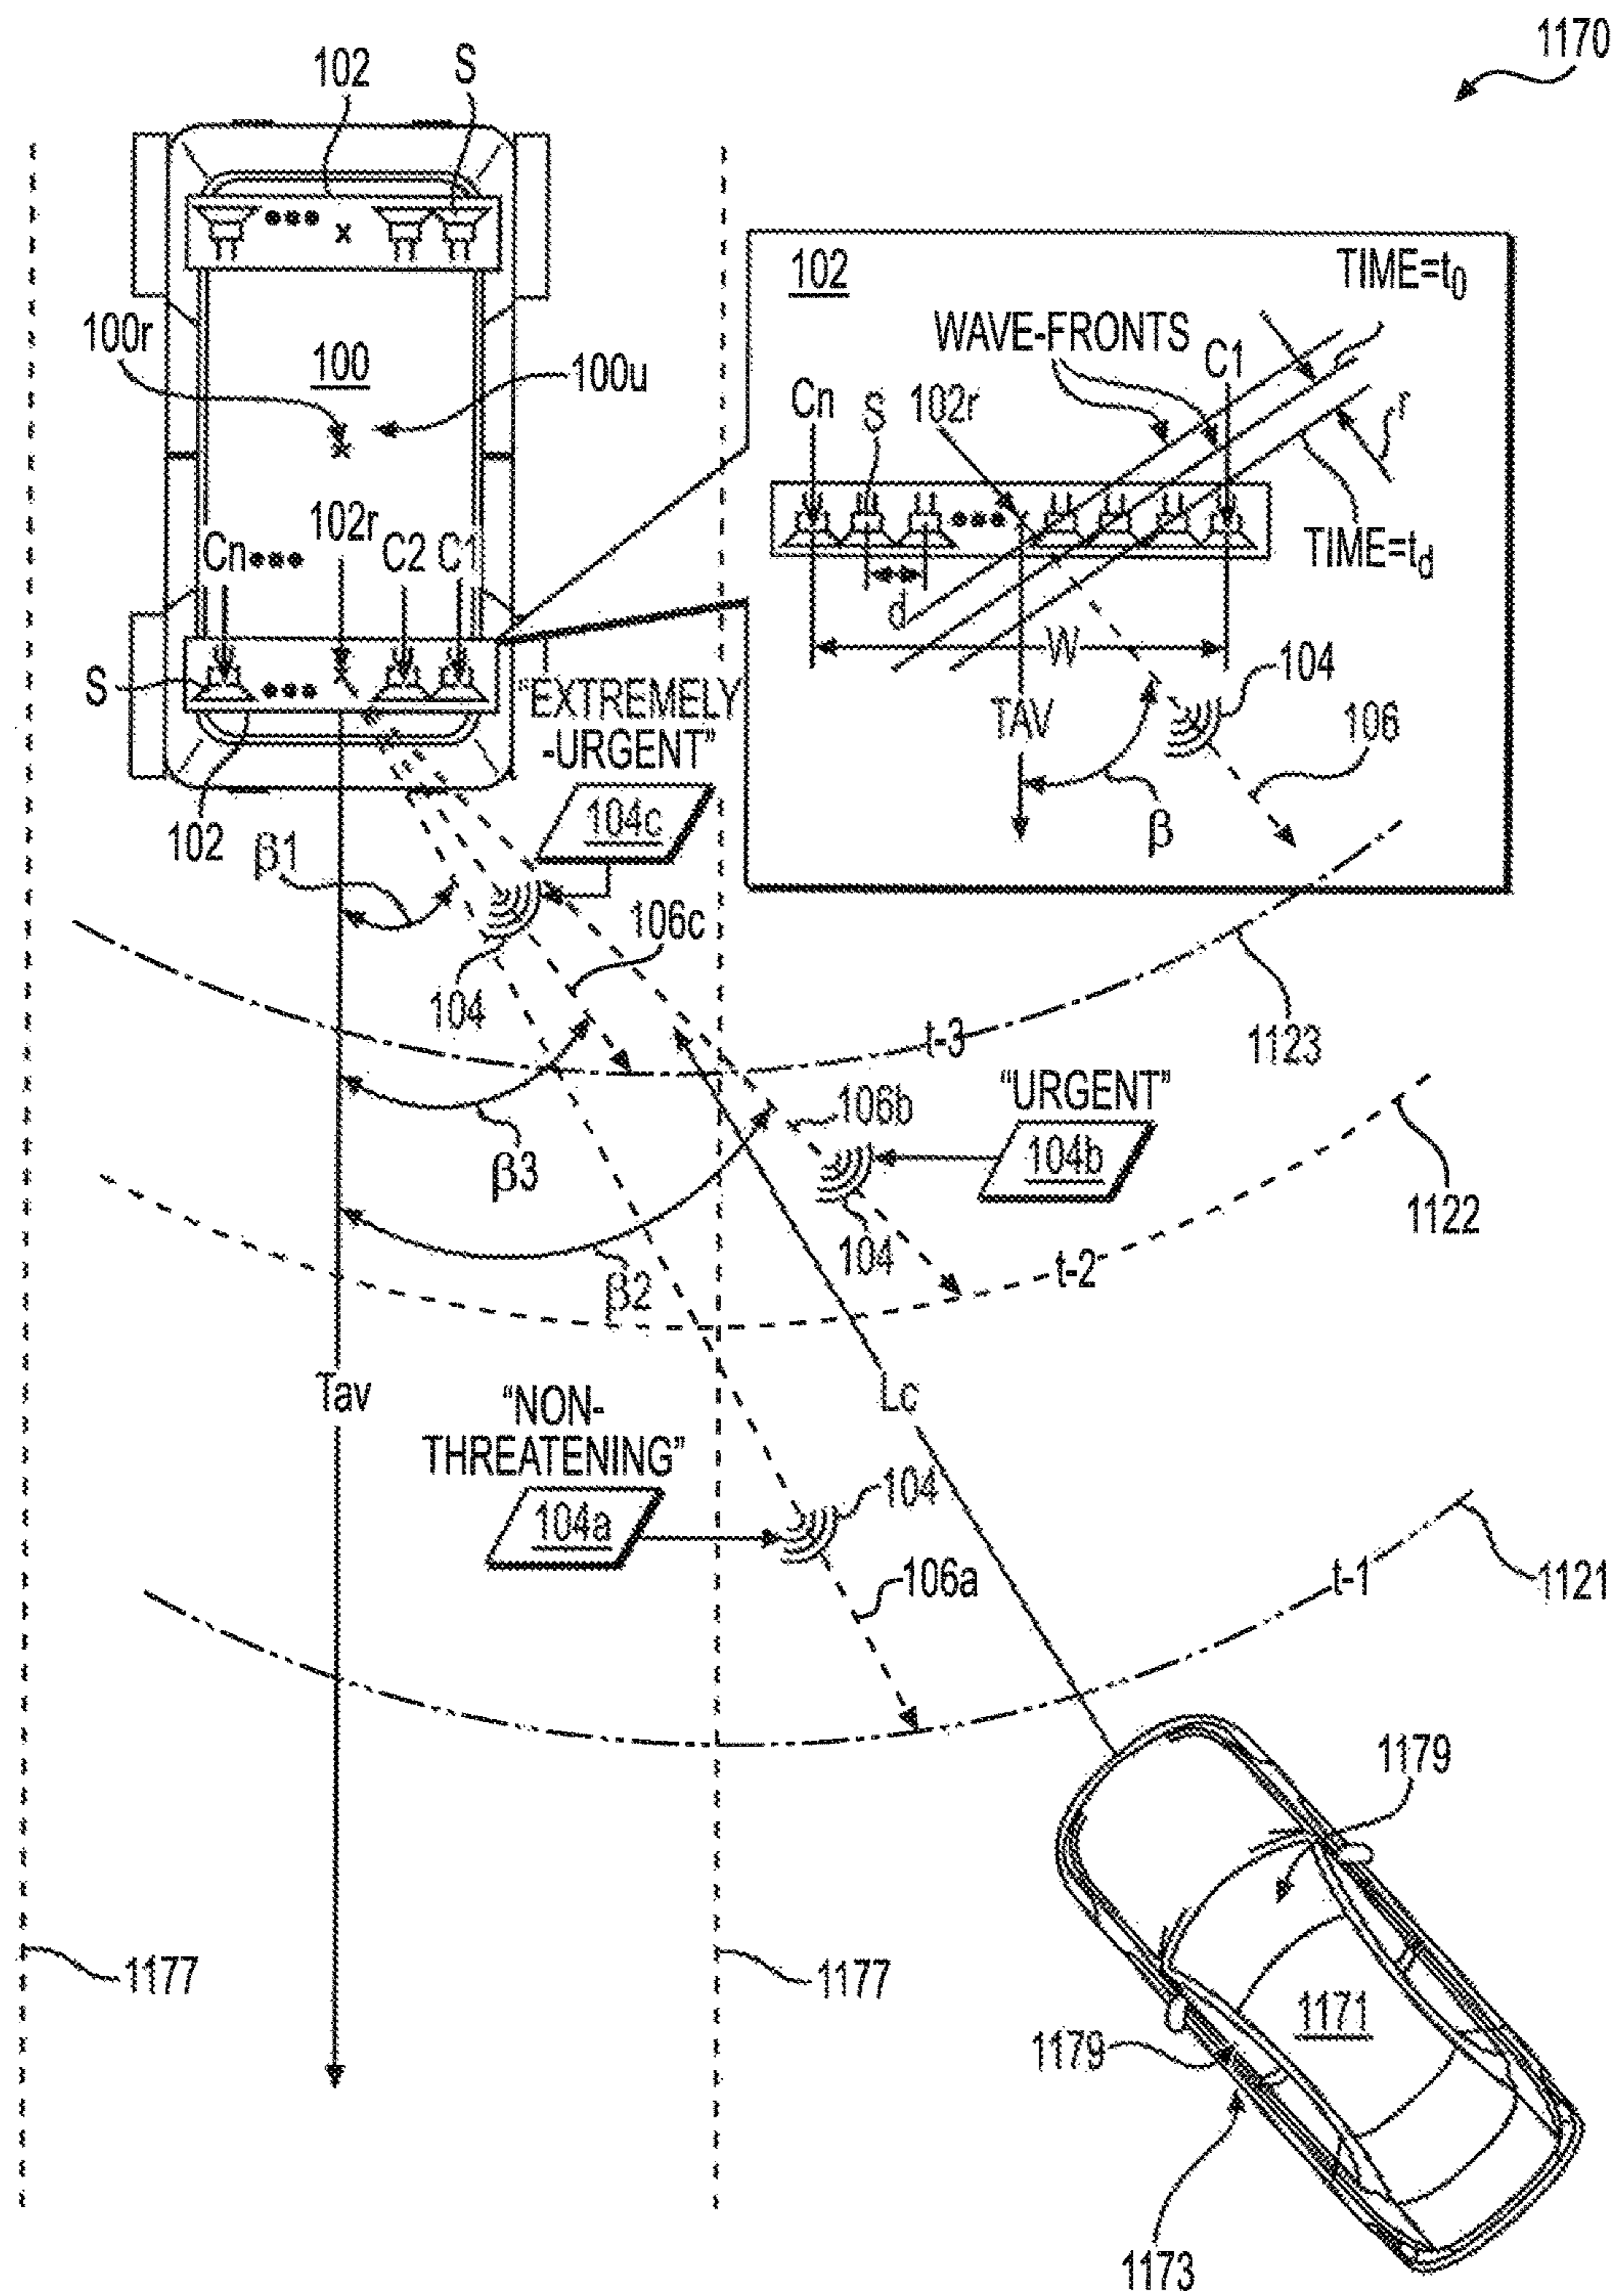 1170
102
S
102
TIME=t0
WAVE-FRONTS
C1
Cn
S
102r
r
100r
100
100u
TIME=td
d
W
102r
Cn
C2
C1
S
104
TAV
106
β
"EXTREMELY
-URGENT"
104c
102
β1
106c
104
t-3
1123
"URGENT"
106b
104b
β3
104
1122
t-2
β2
Tav
Lc
"NON-
THREATENING"
104
104a
106a
t-1
1121
1179
1177
1177
1171
1179
1173